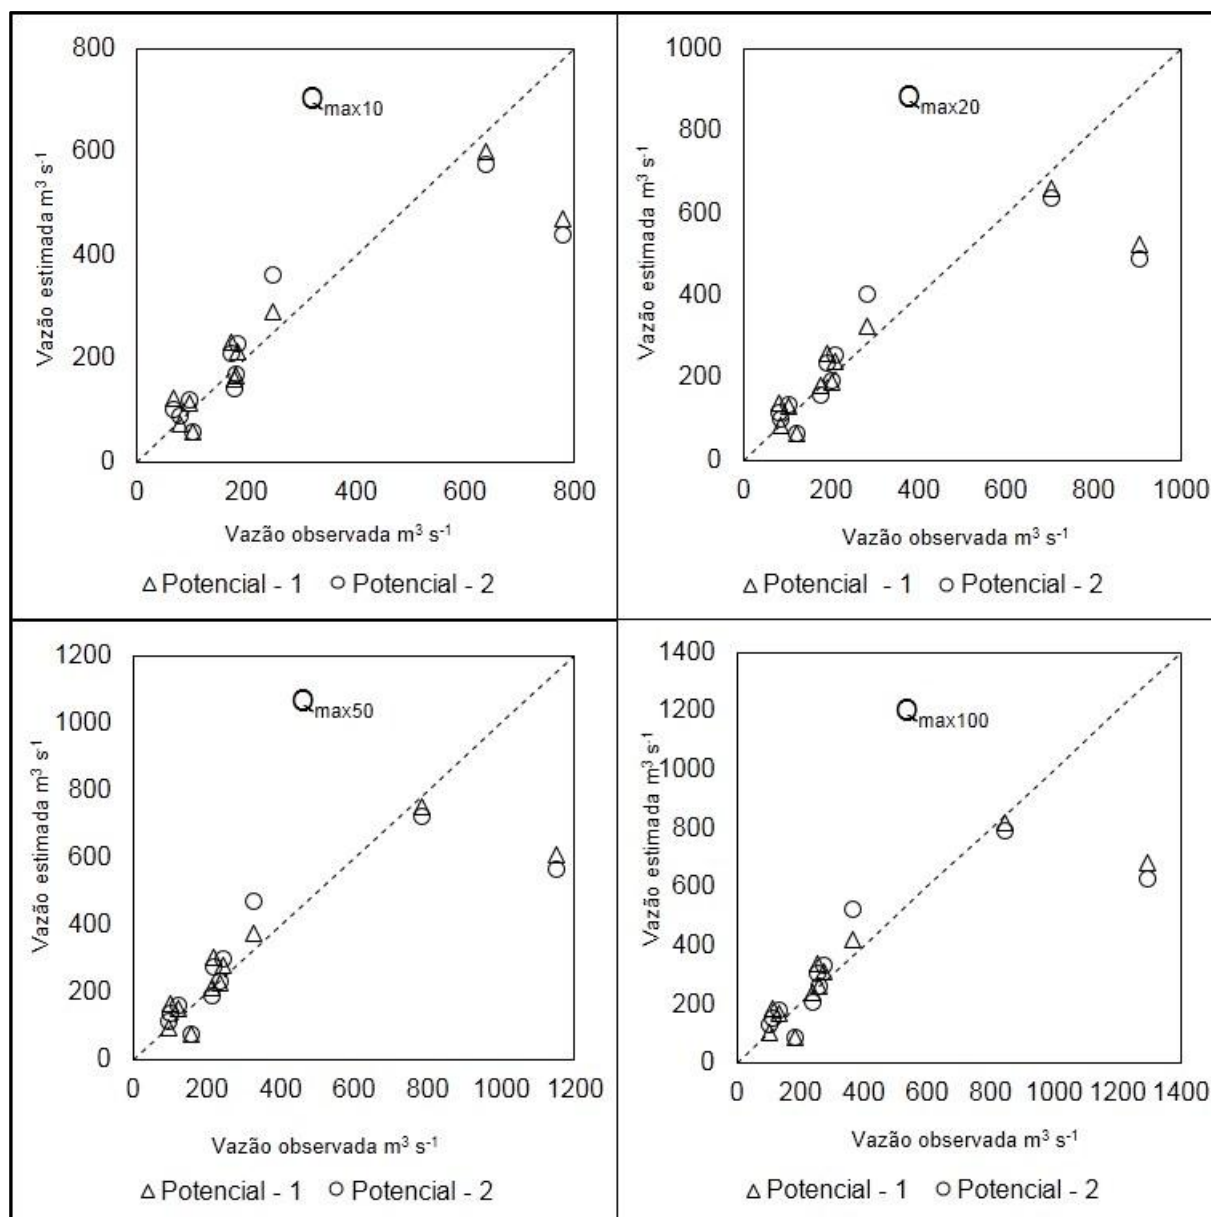 800
600
400
200
0
Vazão estimada m³ s⁻¹
Qmax10
0 200 400 600 800
Vazão observada m³ s⁻¹
△ Potencial - 1 ○ Potencial - 2
1000
800
600
400
200
0
Vazão estimada m³ s⁻¹
Qmax20
0 200 400 600 800 1000
Vazão observada m³ s⁻¹
△ Potencial - 1 ○ Potencial - 2
1200
1000
800
600
400
200
0
Vazão estimada m³ s⁻¹
Qmax50
0 200 400 600 800 1000 1200
Vazão observada m³ s⁻¹
△ Potencial - 1 ○ Potencial - 2
1400
1200
1000
800
600
400
200
0
Vazão estimada m³ s⁻¹
Qmax100
0 200 400 600 800 1000 1200 1400
Vazão observada m³ s⁻¹
△ Potencial - 1 ○ Potencial - 2